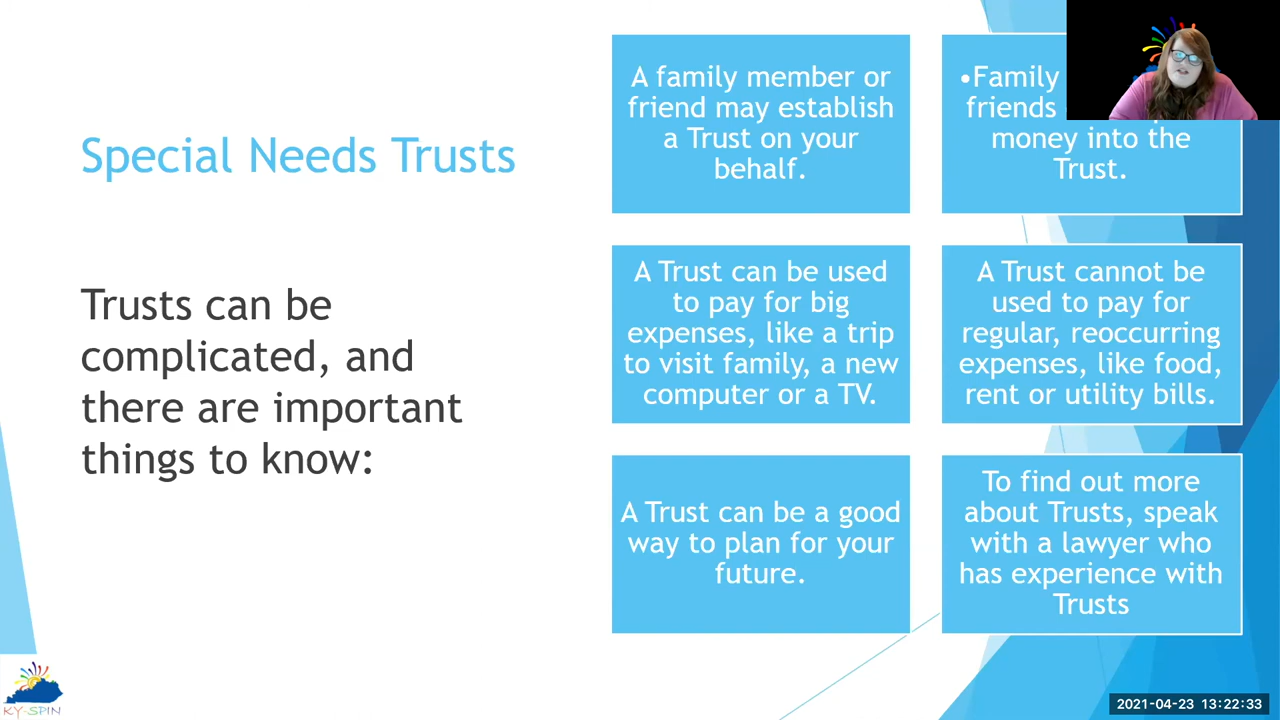 Special Needs Trusts
Trusts can be
complicated, and
there are important
things to know:
A family member or
friend may establish
a Trust on your
behalf.
•Family
friends
money into the
Trust.
A Trust can be used
to pay for big
expenses, like a trip
to visit family, a new
computer or a TV.
A Trust cannot be
used to pay for
regular, reoccurring
expenses, like food,
rent or utility bills.
A Trust can be a good
way to plan for your
future.
To find out more
about Trusts, speak
with a lawyer who
has experience with
Trusts
KY-SPIN
2021-04-23 13:22:33